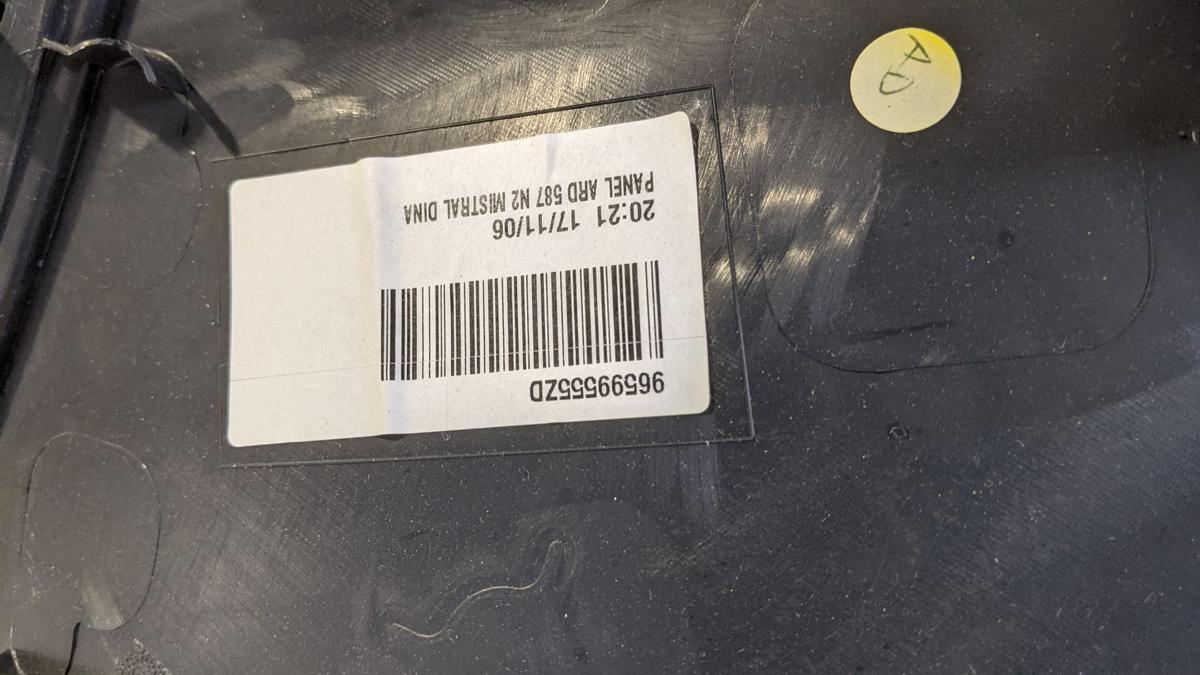 PANEL ARD 587 N2 MISTRAL DINA
20:21 17/11/06
96599555ZD
AD